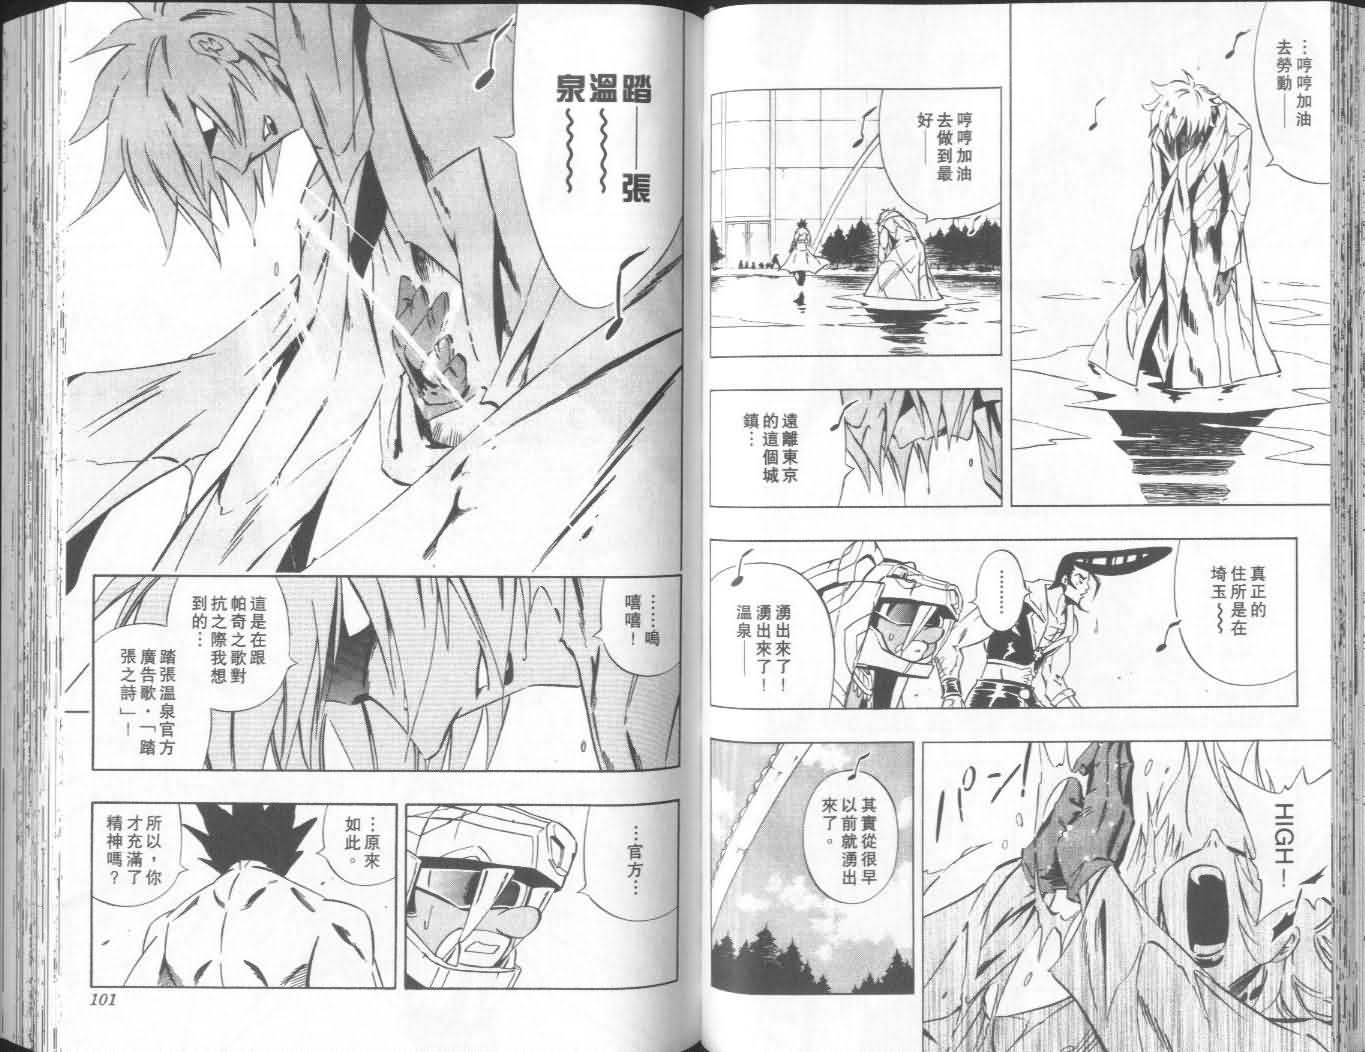 …哼哼加油
去勞動——
哼哼加油
去做到最
好——
遠離東京
的這個城
鎮…
真正的
住所是在
埼玉～～
………
湧出來了！
湧出來了！
溫泉——
HIGH！
パン！
其實從很早
以前就湧出
來了。
踏——張
溫～～～
泉～～～
……嗚
嘻嘻！
這是在跟
帕奇之歌對
抗之際我想
到的…
踏張溫泉官方
廣告歌・「踏
張之詩」—
…官方…
…原來
如此。
所以，你
才充滿了
精神嗎？
101